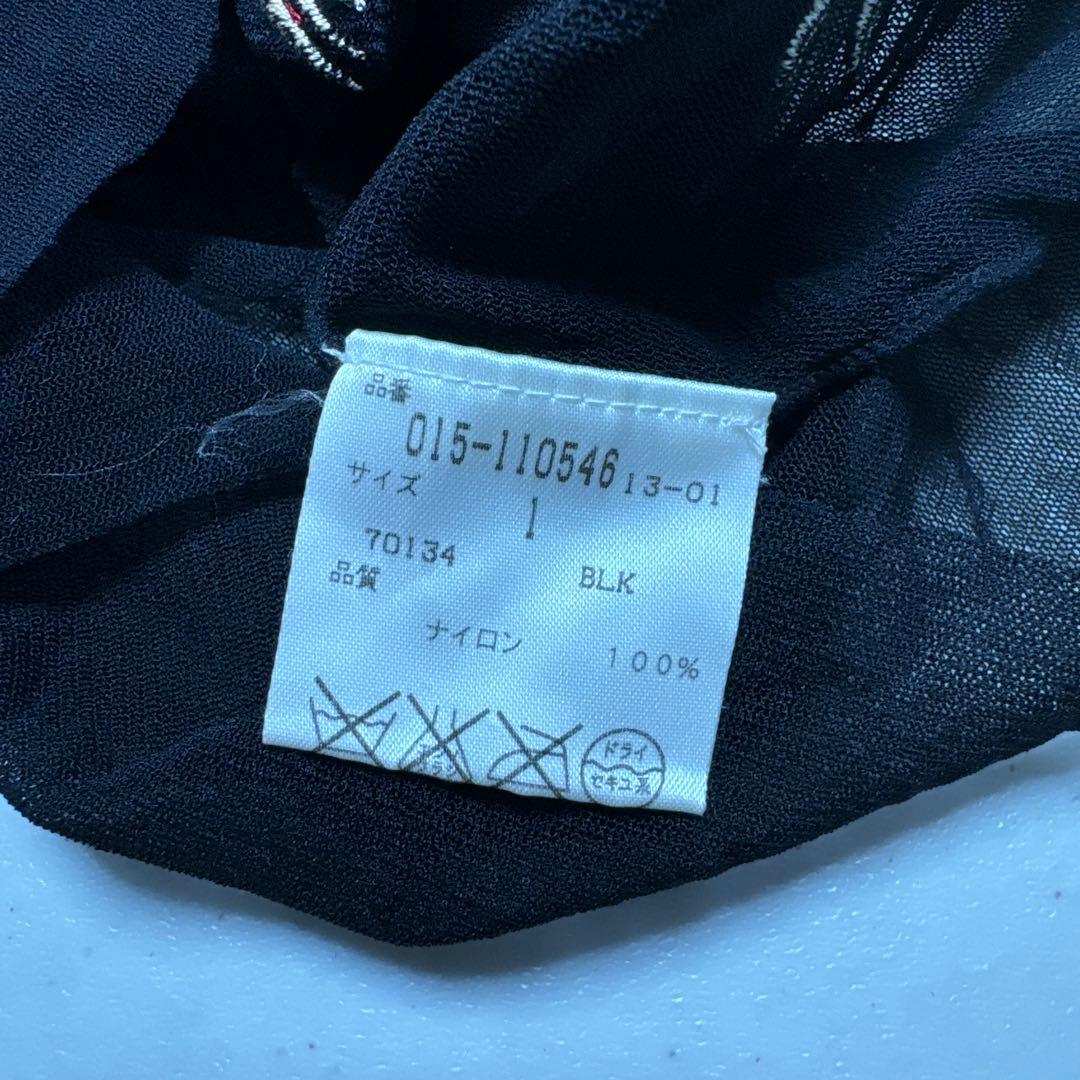 品番
015-110546 13-01
サイズ 1
70134 BLK
品質
ナイロン 100%
ドライ
セキユ系